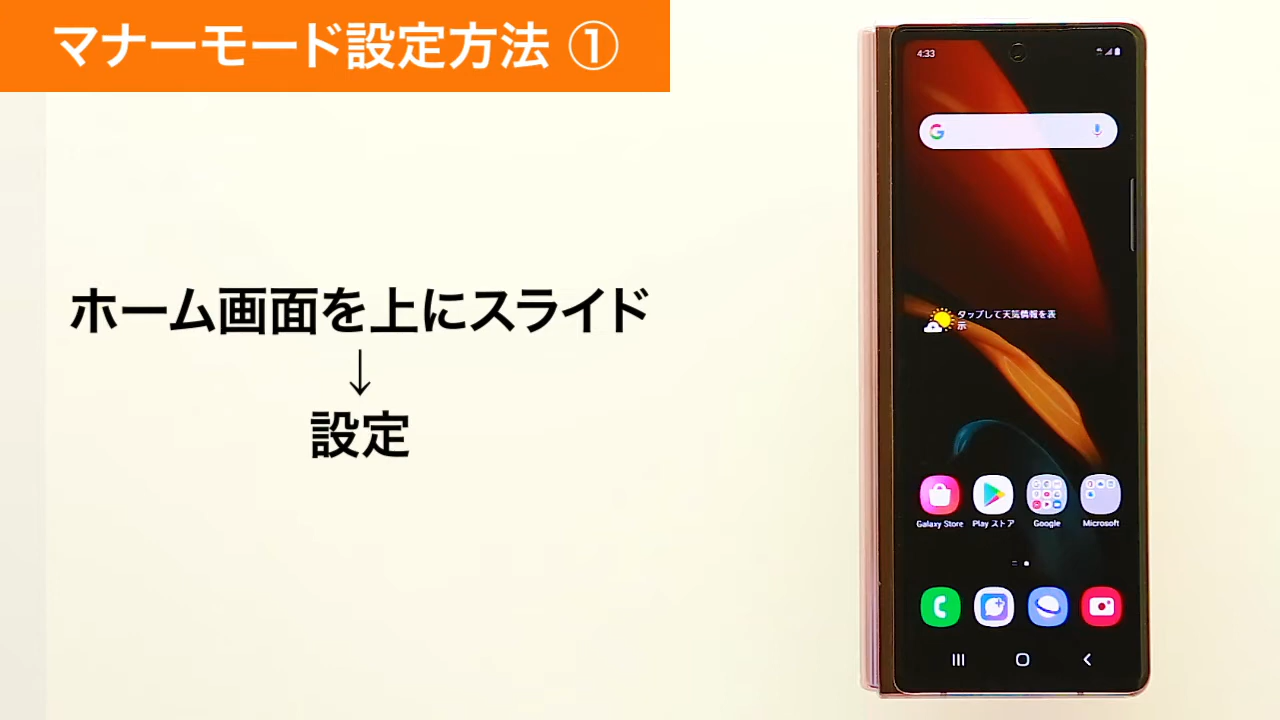 マナーモード設定方法 ①
ホーム画面を上にスライド
↓
設定
4:33
タップして天気情報を表
示
Galaxy Store
Play ストア
Google
Microsoft